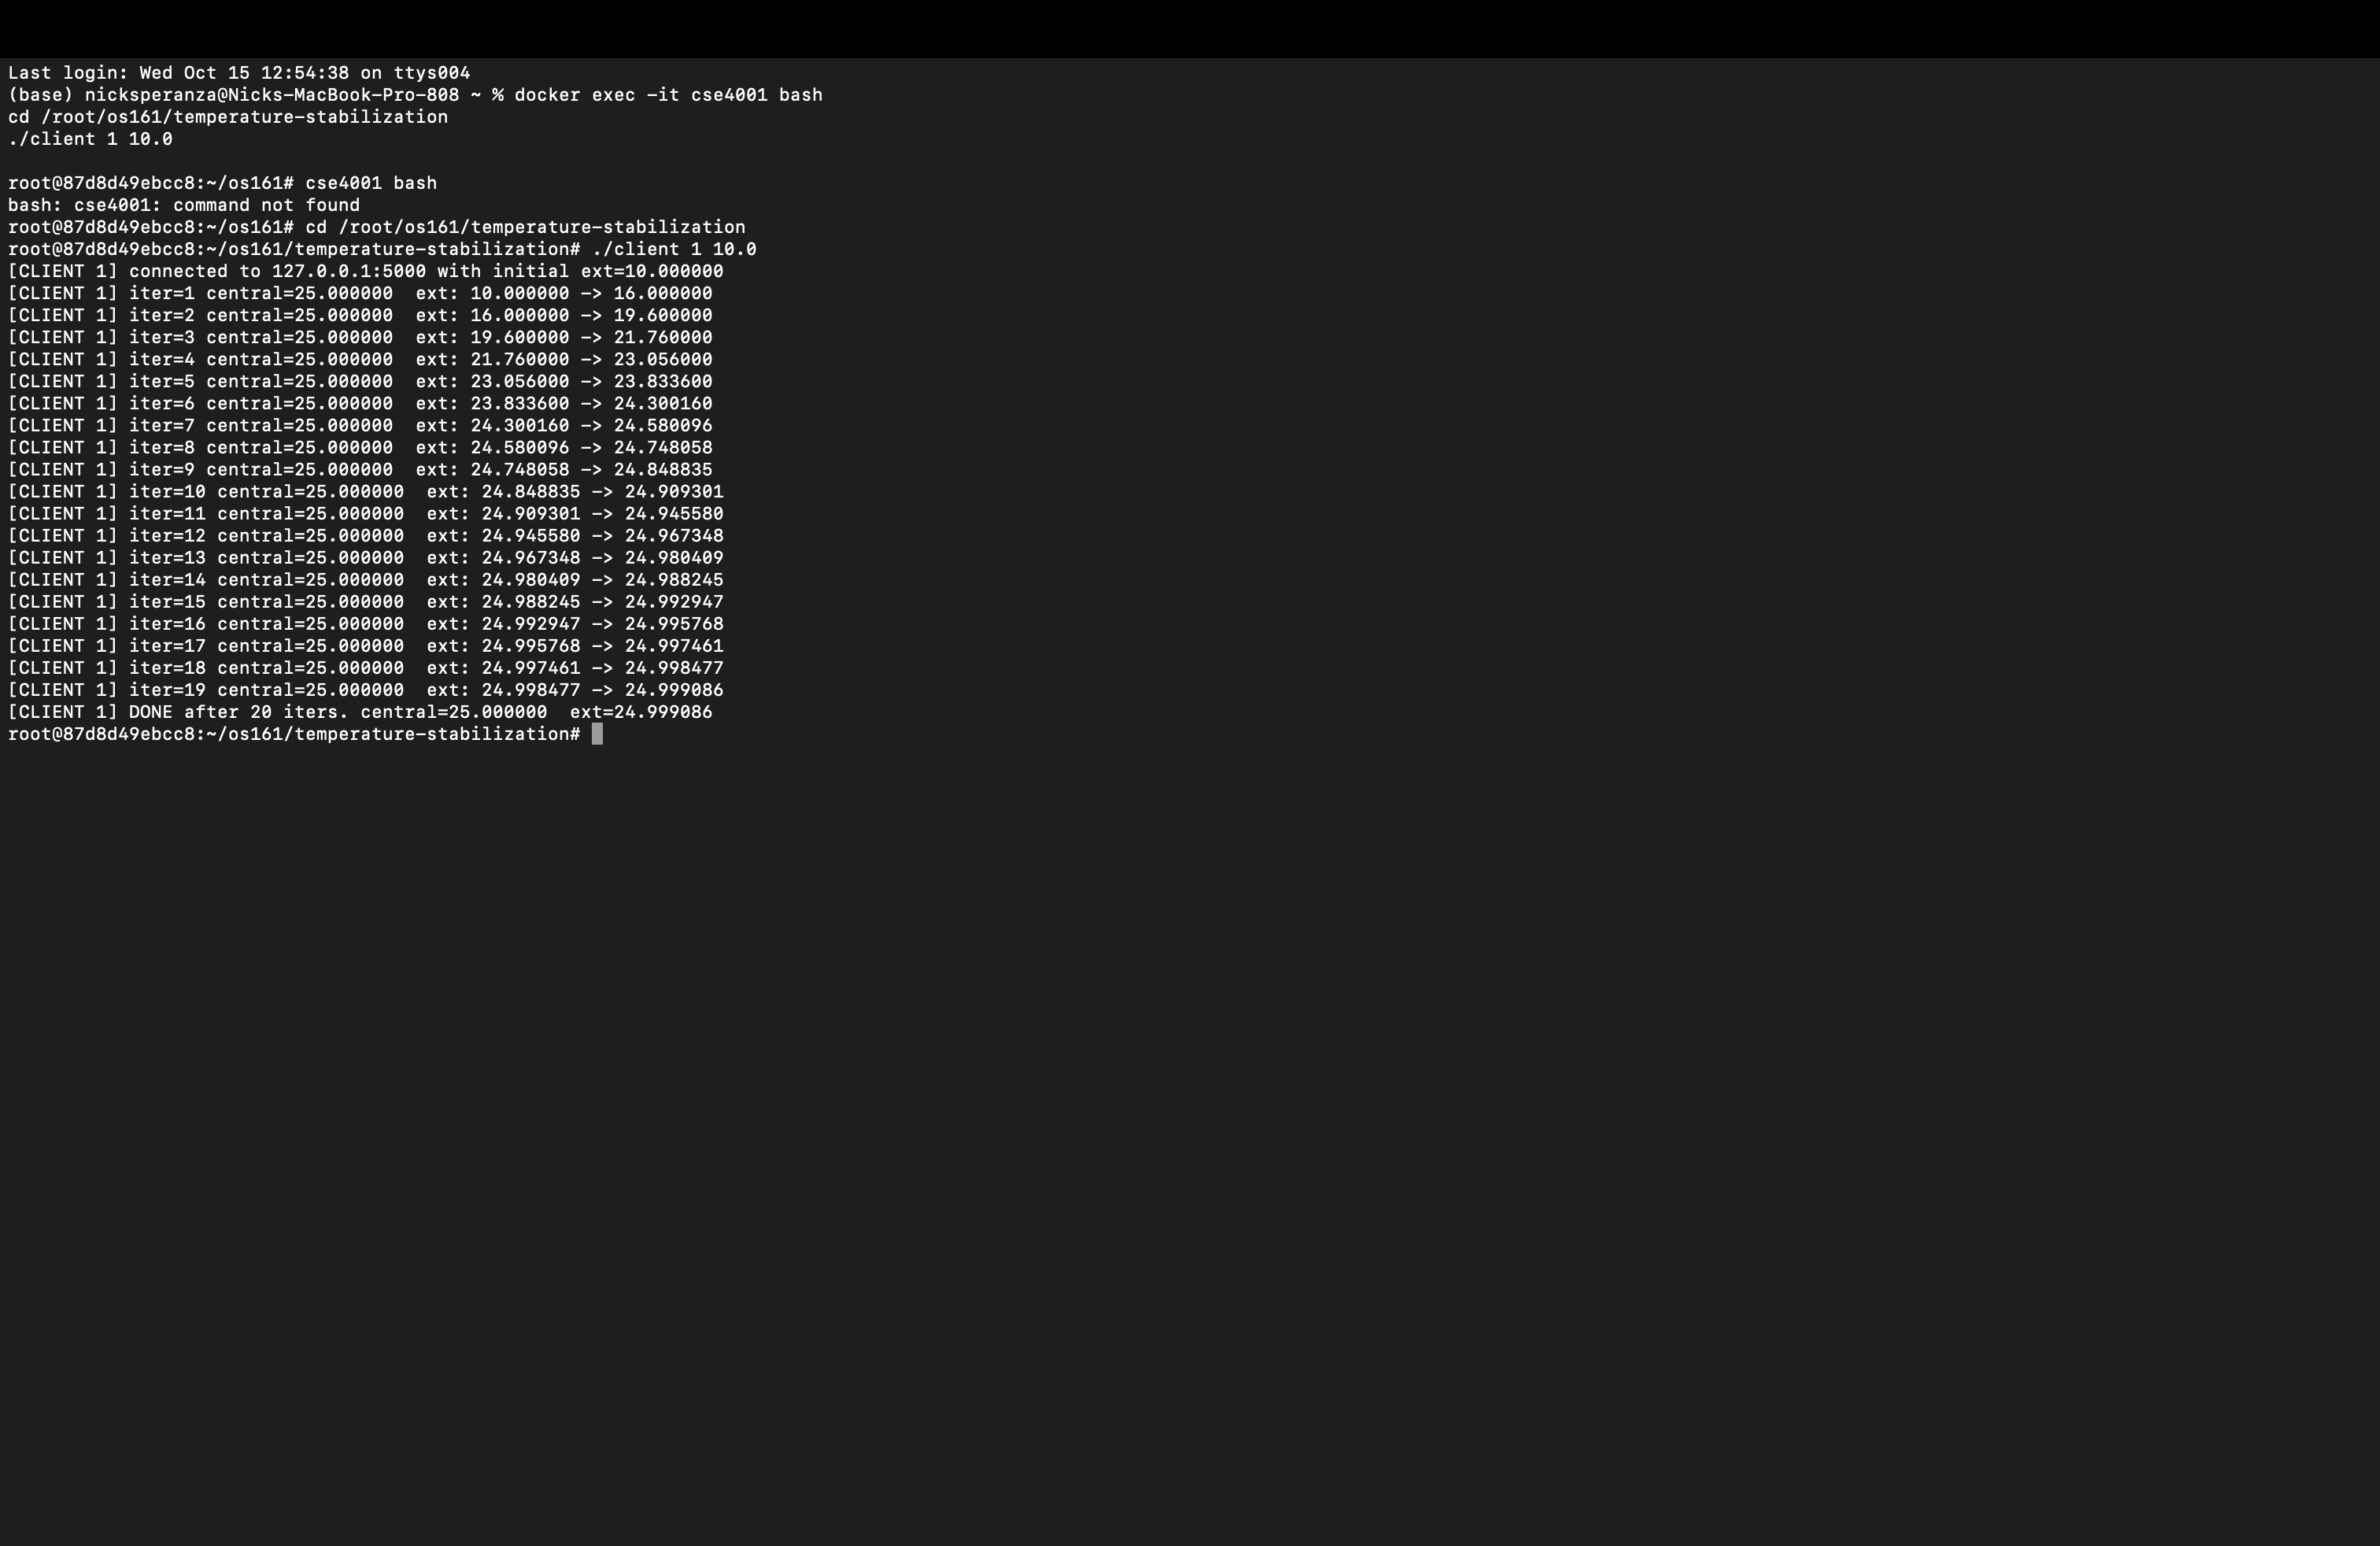 Last login: Wed Oct 15 12:54:38 on ttys004
(base) nicksperanza@Nicks-MacBook-Pro-808 ~ % docker exec -it cse4001 bash
cd /root/os161/temperature-stabilization
./client 1 10.0
root@87d8d49ebcc8:~/os161# cse4001 bash
bash: cse4001: command not found
root@87d8d49ebcc8:~/os161# cd /root/os161/temperature-stabilization
root@87d8d49ebcc8:~/os161/temperature-stabilization# ./client 1 10.0
[CLIENT 1] connected to 127.0.0.1:5000 with initial ext=10.000000
[CLIENT 1] iter=1 central=25.000000  ext: 10.000000 -> 16.000000
[CLIENT 1] iter=2 central=25.000000  ext: 16.000000 -> 19.600000
[CLIENT 1] iter=3 central=25.000000  ext: 19.600000 -> 21.760000
[CLIENT 1] iter=4 central=25.000000  ext: 21.760000 -> 23.056000
[CLIENT 1] iter=5 central=25.000000  ext: 23.056000 -> 23.833600
[CLIENT 1] iter=6 central=25.000000  ext: 23.833600 -> 24.300160
[CLIENT 1] iter=7 central=25.000000  ext: 24.300160 -> 24.580096
[CLIENT 1] iter=8 central=25.000000  ext: 24.580096 -> 24.748058
[CLIENT 1] iter=9 central=25.000000  ext: 24.748058 -> 24.848835
[CLIENT 1] iter=10 central=25.000000  ext: 24.848835 -> 24.909301
[CLIENT 1] iter=11 central=25.000000  ext: 24.909301 -> 24.945580
[CLIENT 1] iter=12 central=25.000000  ext: 24.945580 -> 24.967348
[CLIENT 1] iter=13 central=25.000000  ext: 24.967348 -> 24.980409
[CLIENT 1] iter=14 central=25.000000  ext: 24.980409 -> 24.988245
[CLIENT 1] iter=15 central=25.000000  ext: 24.988245 -> 24.992947
[CLIENT 1] iter=16 central=25.000000  ext: 24.992947 -> 24.995768
[CLIENT 1] iter=17 central=25.000000  ext: 24.995768 -> 24.997461
[CLIENT 1] iter=18 central=25.000000  ext: 24.997461 -> 24.998477
[CLIENT 1] iter=19 central=25.000000  ext: 24.998477 -> 24.999086
[CLIENT 1] DONE after 20 iters. central=25.000000  ext=24.999086
root@87d8d49ebcc8:~/os161/temperature-stabilization#